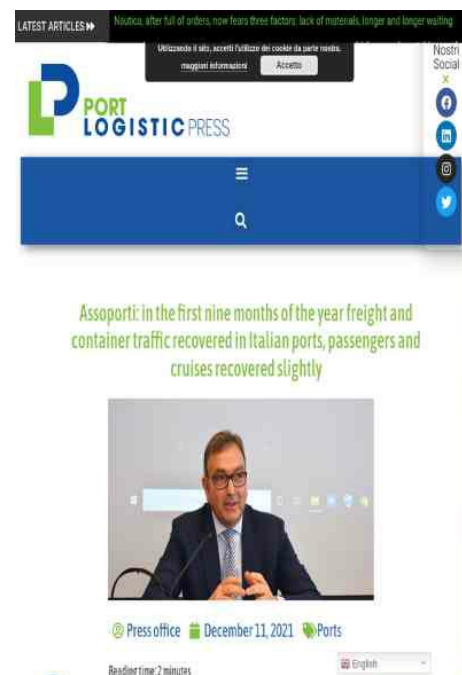 LATEST ARTICLES
Nautica, after full of orders, now fears three factors: lack of materials, longer and longer waiting
Utilizzando il sito, accetti l'utilizzo dei cookie da parte nostra.
maggiori informazioni
Accetto
Nostri
Social
PORT
LOGISTIC PRESS
Assoporti: in the first nine months of the year freight and
container traffic recovered in Italian ports, passengers and
cruises recovered slightly
Press office December 11, 2021 Ports
Reading time: 2 minutes
English